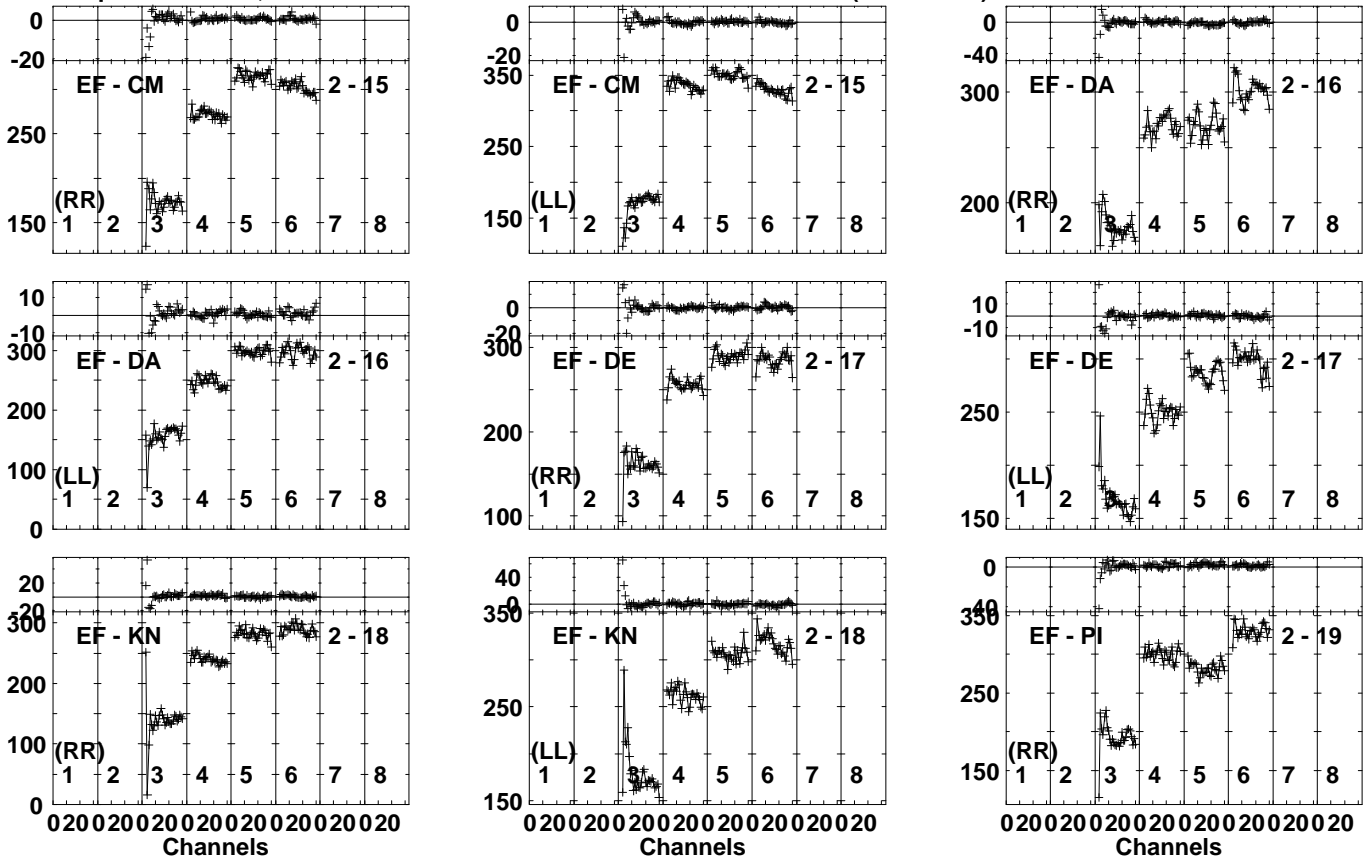 0
-20
EF - CM 2 - 15
250
(RR)
150
1 2 3 4 5 6 7 8
0
-20
350
EF - CM 2 - 15
250
(LL)
150
1 2 3 4 5 6 7 8
0
-40
EF - DA 2 - 16
300
200
(RR)
1 2 3 4 5 6 7 8
10
-10
300
EF - DA 2 - 16
200
100
(LL)
1 2 3 4 5 6 7 8
0
0
-20
300
EF - DE 2 - 17
200
(RR)
1 2 3 4 5 6 7 8
100
10
-10
EF - DE 2 - 17
250
(LL)
1 2 3 4 5 6 7 8
150
20
-20
300
EF - KN 2 - 18
200
100
(RR)
1 2 3 4 5 6 7 8
0
0 20 0 20 0 20 0 20 0 20 0 20 0 20 0 20
Channels
40
0
350
EF - KN 2 - 18
250
(LL)
1 2 3 4 5 6 7 8
150
0 20 0 20 0 20 0 20 0 20 0 20 0 20 0 20
Channels
0
-40
350
EF - PI 2 - 19
250
150
(RR)
1 2 3 4 5 6 7 8
0 20 0 20 0 20 0 20 0 20 0 20 0 20 0 20
Channels